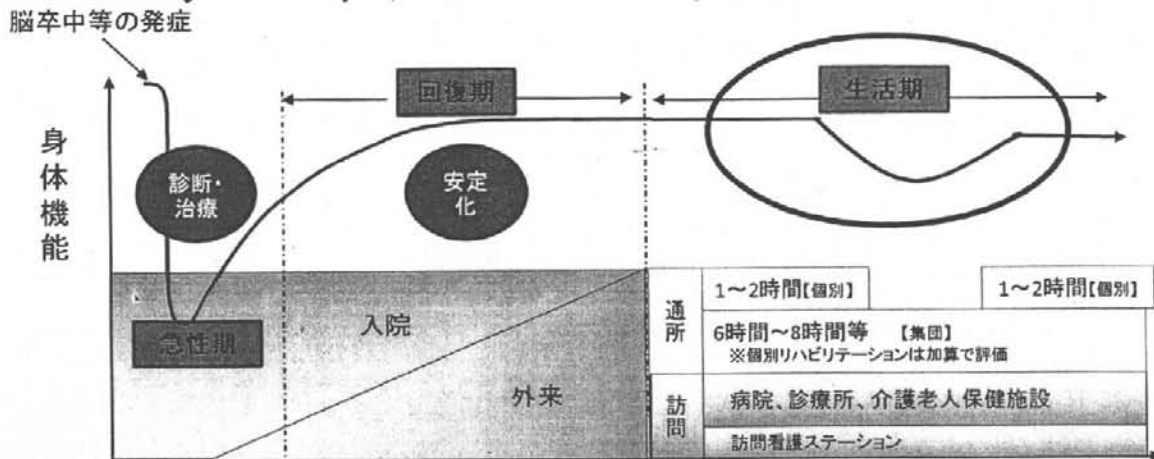 脳卒中等の発症
回復期
生活期
身体機能
診断・
治療
安定
化
急性期
入院
外来
通所
1～2時間【個別】
1～2時間【個別】
6時間～8時間等 【集団】
※個別リハビリテーションは加算で評価
訪問
病院、診療所、介護老人保健施設
訪問看護ステーション